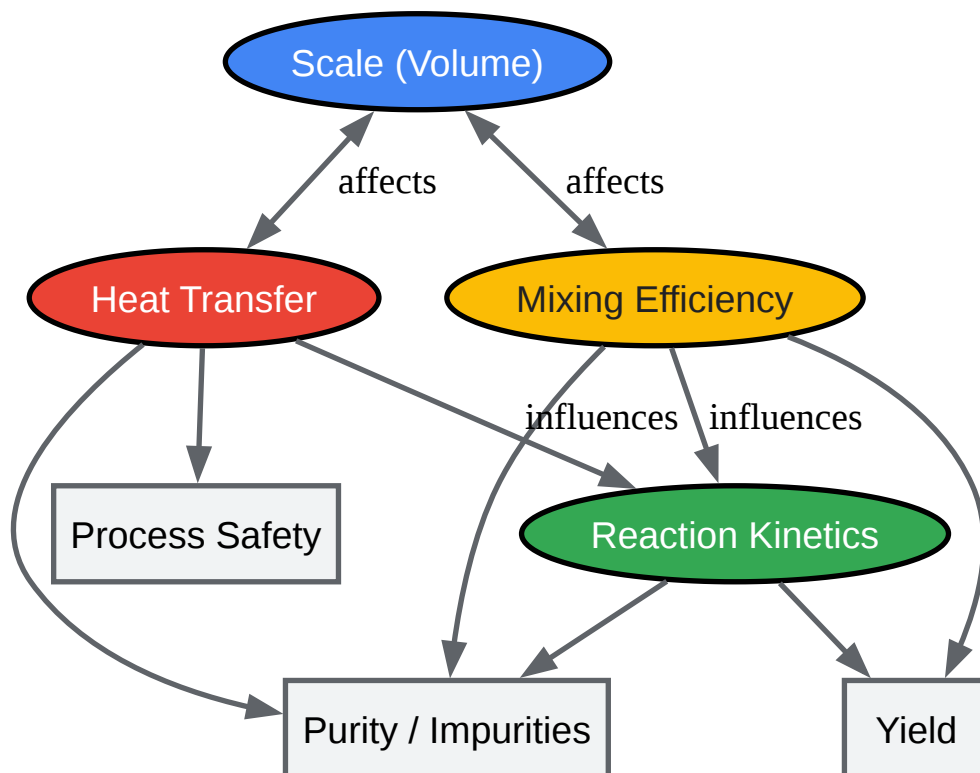 Scale (Volume)
affects
affects
Heat Transfer
Mixing Efficiency
influences
influences
Process Safety
Reaction Kinetics
Purity / Impurities
Yield